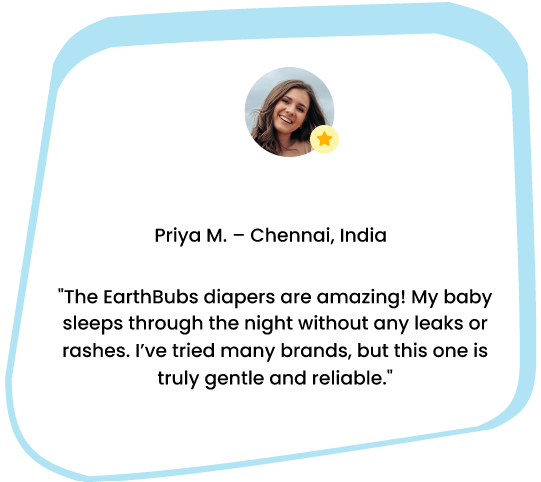 Priya M. – Chennai, India
"The EarthBubs diapers are amazing! My baby
sleeps through the night without any leaks or
rashes. I’ve tried many brands, but this one is
truly gentle and reliable."